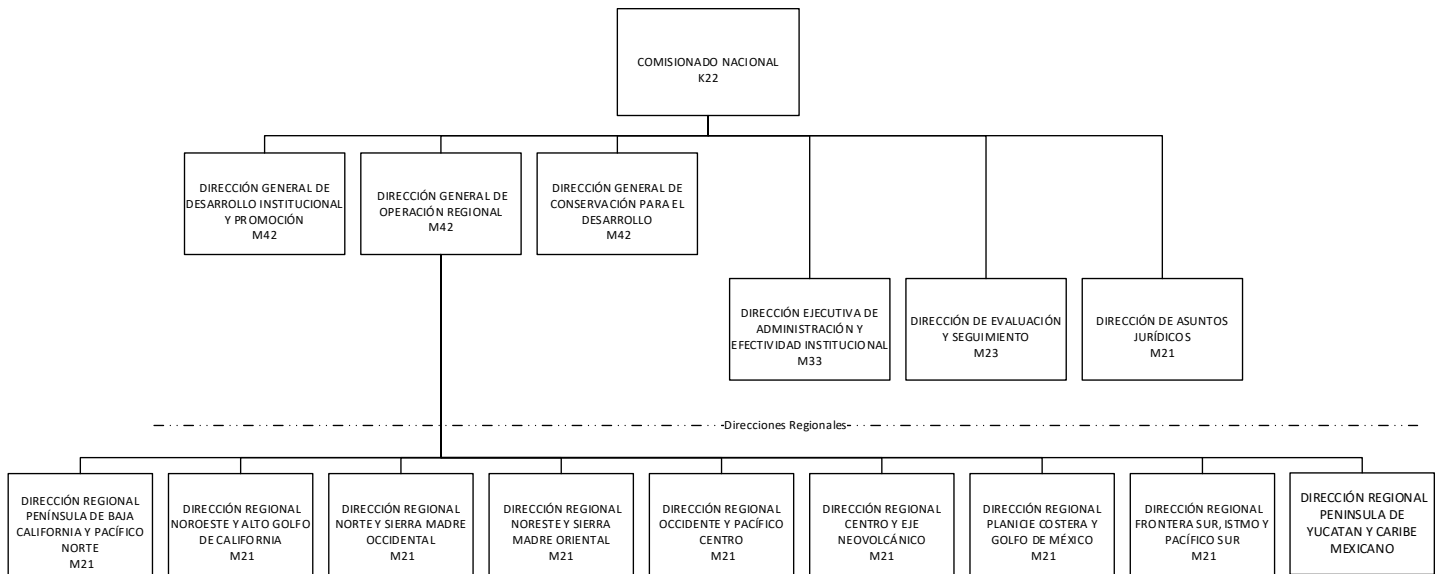 COMISIONADO NACIONAL
K22
DIRECCIÓN GENERAL DE
DESARROLLO INSTITUCIONAL
Y PROMOCIÓN
M42
DIRECCIÓN GENERAL DE
OPERACIÓN REGIONAL
M42
DIRECCIÓN GENERAL DE
CONSERVACIÓN PARA EL
DESARROLLO
M42
DIRECCIÓN EJECUTIVA DE
ADMINISTRACIÓN Y
EFECTIVIDAD INSTITUCIONAL
M33
DIRECCIÓN DE EVALUACIÓN
Y SEGUIMIENTO
M23
DIRECCIÓN DE ASUNTOS
JURÍDICOS
M21
Direcciones Regionales
DIRECCIÓN REGIONAL
PENÍNSULA DE BAJA
CALIFORNIA Y PACÍFICO
NORTE
M21
DIRECCIÓN REGIONAL
NOROESTE Y ALTO GOLFO
DE CALIFORNIA
M21
DIRECCIÓN REGIONAL
NORTE Y SIERRA MADRE
OCCIDENTAL
M21
DIRECCIÓN REGIONAL
NORESTE Y SIERRA
MADRE ORIENTAL
M21
DIRECCIÓN REGIONAL
OCCIDENTE Y PACÍFICO
CENTRO
M21
DIRECCIÓN REGIONAL
CENTRO Y EJE
NEOVOLCÁNICO
M21
DIRECCIÓN REGIONAL
PLANICIE COSTERA Y
GOLFO DE MÉXICO
M21
DIRECCIÓN REGIONAL
FRONTERA SUR, ISTMO Y
PACÍFICO SUR
M21
DIRECCIÓN REGIONAL
PENINSULA DE
YUCATAN Y CARIBE
MEXICANO